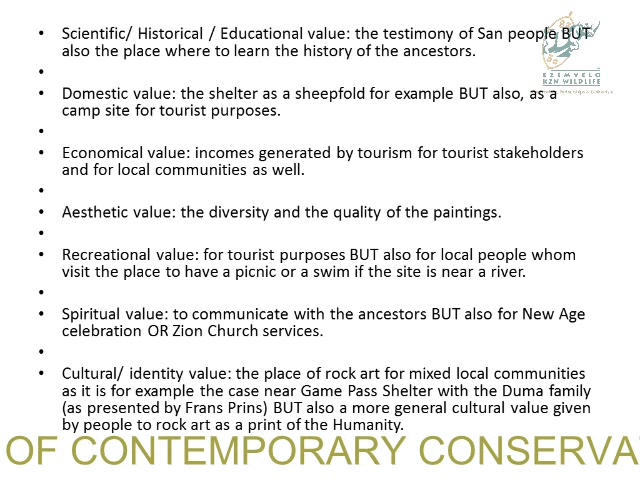 • Scientific/ Historical / Educational value: the testimony of San people BUT
also the place where to learn the history of the ancestors.
•
• Domestic value: the shelter as a sheepfold for example BUT also, as a
camp site for tourist purposes.
•
• Economical value: incomes generated by tourism for tourist stakeholders
and for local communities as well.
•
• Aesthetic value: the diversity and the quality of the paintings.
•
• Recreational value: for tourist purposes BUT also for local people whom
visit the place to have a picnic or a swim if the site is near a river.
•
• Spiritual value: to communicate with the ancestors BUT also for New Age
celebration OR Zion Church services.
•
• Cultural/ identity value: the place of rock art for mixed local communities
as it is for example the case near Game Pass Shelter with the Duma family
(as presented by Frans Prins) BUT also a more general cultural value given
by people to rock art as a print of the Humanity.
OF CONTEMPORARY CONSERVA
EZEMVELO
KZN WILDLIFE